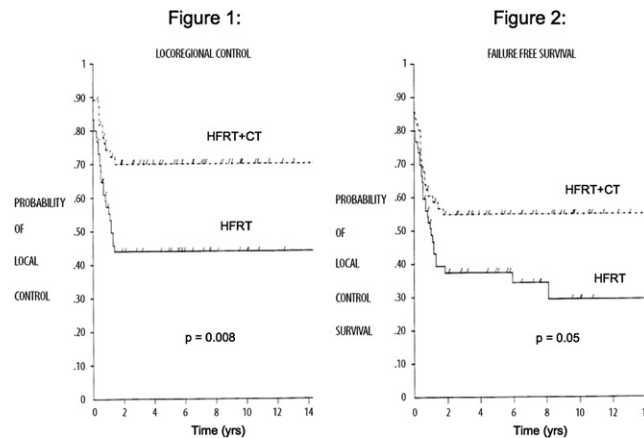 Figure 1:
LOCOREGIONAL CONTROL
1
.90
.80
.70
.60
.50
.40
.30
.20
.10
0
PROBABILITY
OF
LOCAL
CONTROL
HFRT+CT
HFRT
p = 0.008
0 2 4 6 8 10 12 14
Time (yrs)
Figure 2:
FAILURE FREE SURVIVAL
1
.90
.80
.70
.60
.50
.40
.30
.20
.10
0
PROBABILITY
OF
LOCAL
CONTROL
SURVIVAL
HFRT+CT
HFRT
p = 0.05
0 2 4 6 8 10 12 14
Time (yrs)